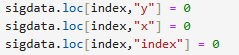 sigdata.loc[index,"y"] = 0
sigdata.loc[index,"x"] = 0
sigdata.loc[index,"index"] = 0